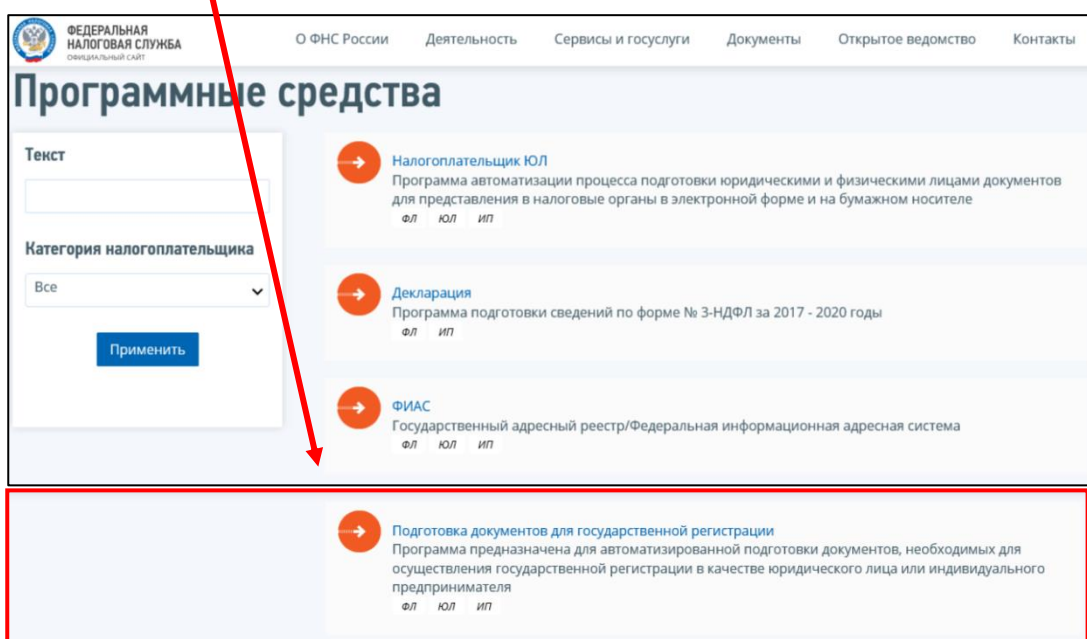 ФЕДЕРАЛЬНАЯ
НАЛОГОВАЯ СЛУЖБА
ОФИЦИАЛЬНЫЙ САЙТ
О ФНС России Деятельность Сервисы и госуслуги Документы Открытое ведомство Контакты
Программные средства
Текст
Категория налогоплательщика
Все
Применить
Налогоплательщик ЮЛ
Программа автоматизации процесса подготовки юридическими и физическими лицами документов
для представления в налоговые органы в электронной форме и на бумажном носителе
ФЛ ЮЛ ИП
Декларация
Программа подготовки сведений по форме № 3-НДФЛ за 2017 - 2020 годы
ФЛ ИП
ФИАС
Государственный адресный реестр/Федеральная информационная адресная система
ФЛ ЮЛ ИП
Подготовка документов для государственной регистрации
Программа предназначена для автоматизированной подготовки документов, необходимых для
осуществления государственной регистрации в качестве юридического лица или индивидуального
предпринимателя
ФЛ ЮЛ ИП